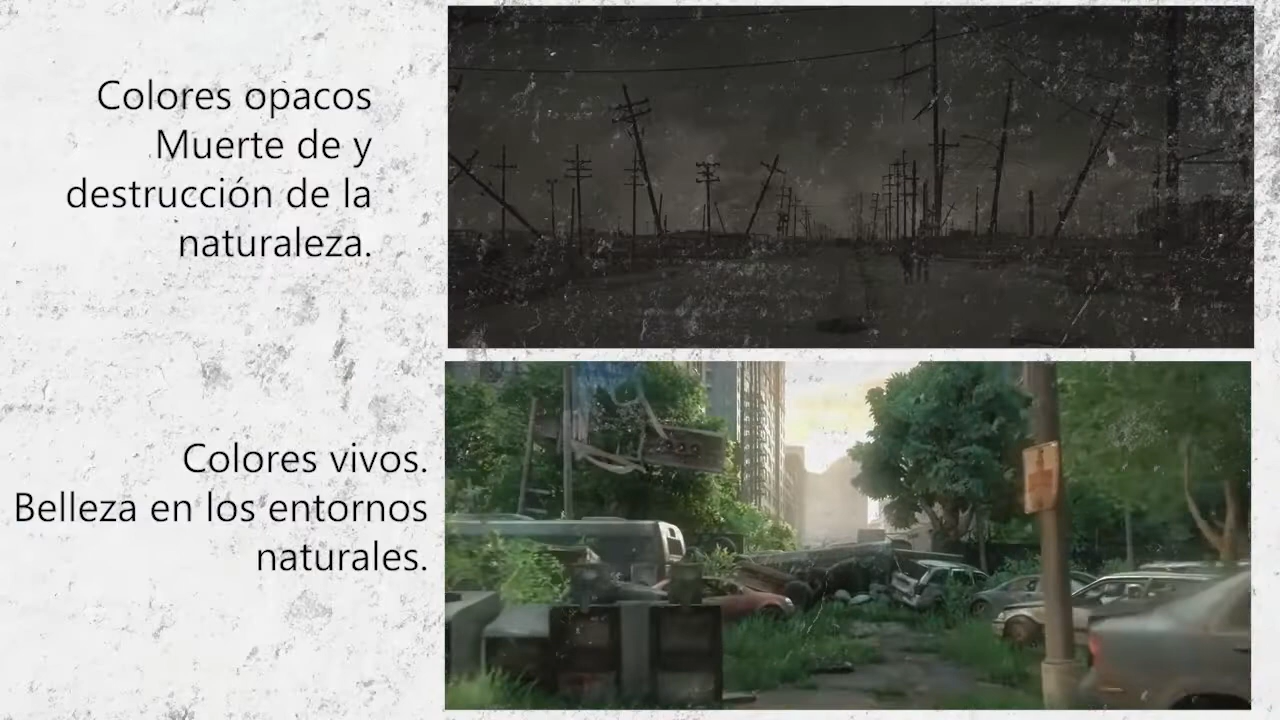 Colores opacos
Muerte de y
destrucción de la
naturaleza.
Colores vivos.
Belleza en los entornos
naturales.